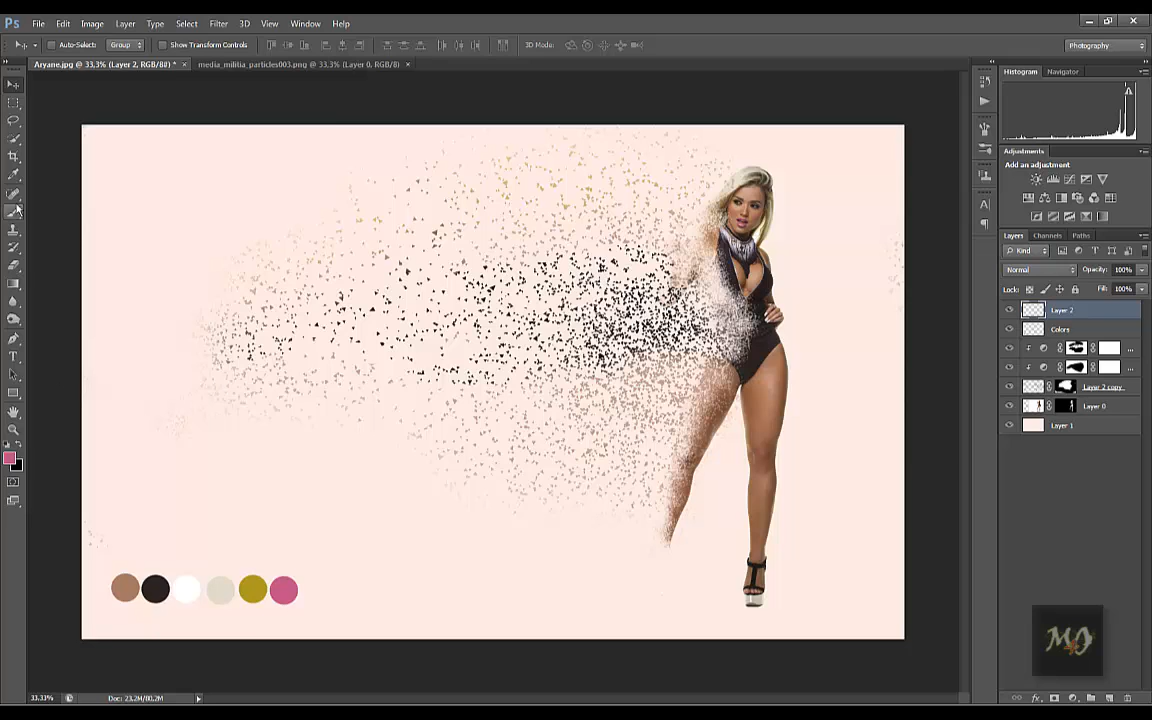 Ps File Edit Image Layer Type Select Filter 3D View Window Help
Auto-Select: Group Show Transform Controls 3D Mode: Photography
Aryane.jpg @ 33,3% (Layer 2, RGB/8#) * × media_militia_particles003.png @ 33,3% (Layer 0, RGB/8) ×
Histogram Navigator
Adjustments
Add an adjustment
Layers Channels Paths
Kind
Normal Opacity: 100%
Lock: Fill: 100%
Layer 2
Colors
Layer 2 copy
Layer 0
Layer 1
MJ
33,33% Doc: 23,2M/80,2M